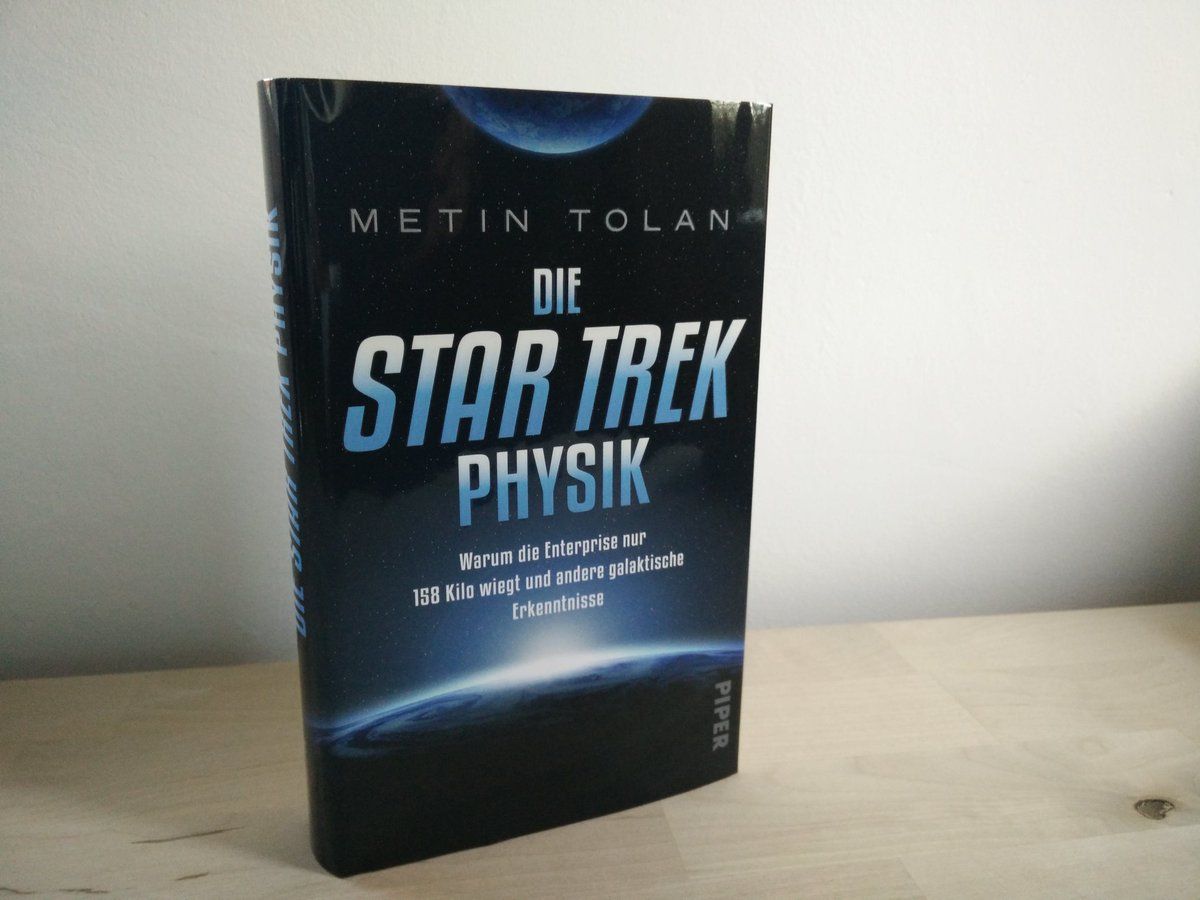 METIN TOLAN
DIE
STAR TREK
PHYSIK
Warum die Enterprise nur
158 Kilo wiegt und andere galaktische
Erkenntnisse
PIPER
DIE STAR TREK PHYSIK